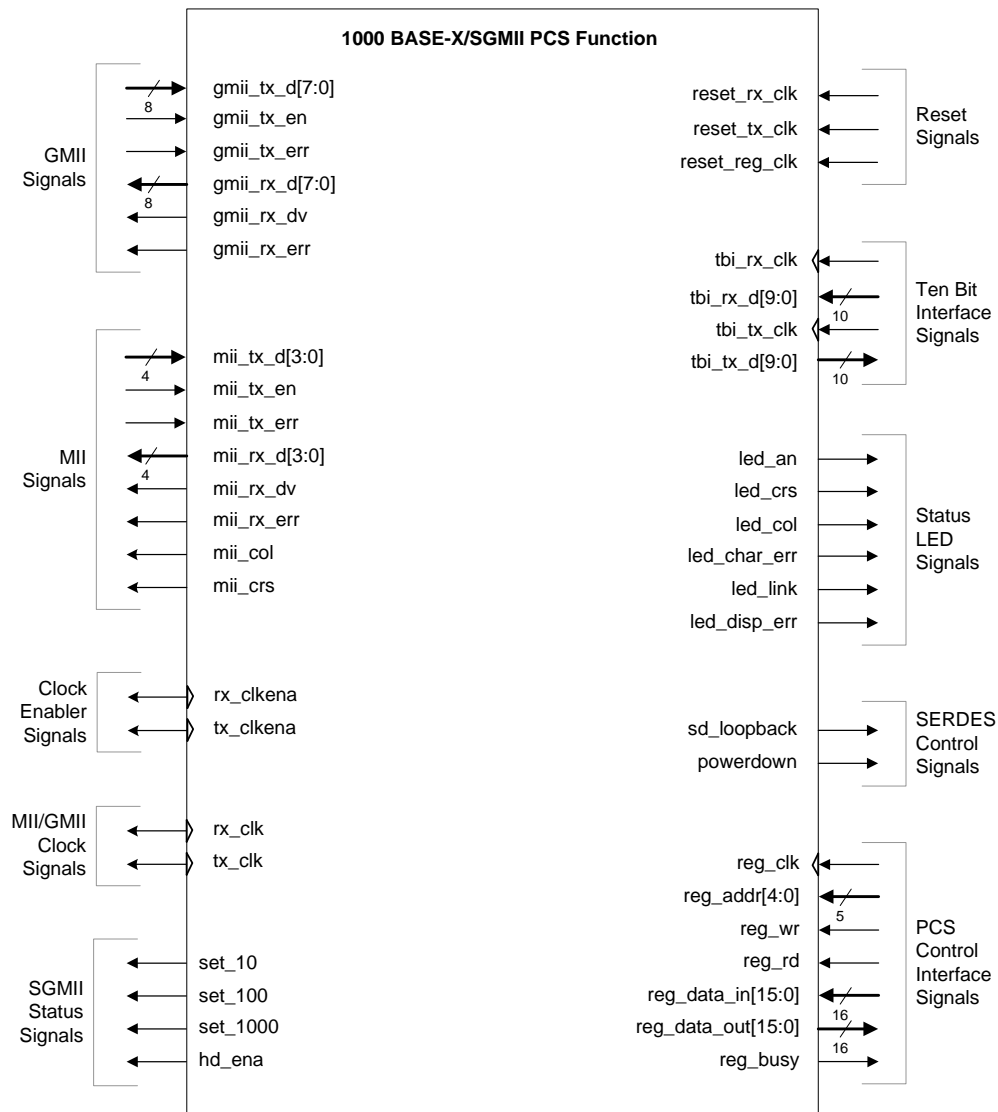 1000 BASE-X/SGMII PCS Function
GMII
Signals
gmii_tx_d[7:0]
8
gmii_tx_en
gmii_tx_err
gmii_rx_d[7:0]
8
gmii_rx_dv
gmii_rx_err
MII
Signals
mii_tx_d[3:0]
4
mii_tx_en
mii_tx_err
mii_rx_d[3:0]
4
mii_rx_dv
mii_rx_err
mii_col
mii_crs
Clock
Enabler
Signals
rx_clkena
tx_clkena
MII/GMII
Clock
Signals
rx_clk
tx_clk
SGMII
Status
Signals
set_10
set_100
set_1000
hd_ena
reset_rx_clk
reset_tx_clk
reset_reg_clk
Reset
Signals
tbi_rx_clk
tbi_rx_d[9:0]
10
tbi_tx_clk
tbi_tx_d[9:0]
10
Ten Bit
Interface
Signals
led_an
led_crs
led_col
led_char_err
led_link
led_disp_err
Status
LED
Signals
sd_loopback
powerdown
SERDES
Control
Signals
reg_clk
reg_addr[4:0]
5
reg_wr
reg_rd
reg_data_in[15:0]
16
reg_data_out[15:0]
16
reg_busy
PCS
Control
Interface
Signals